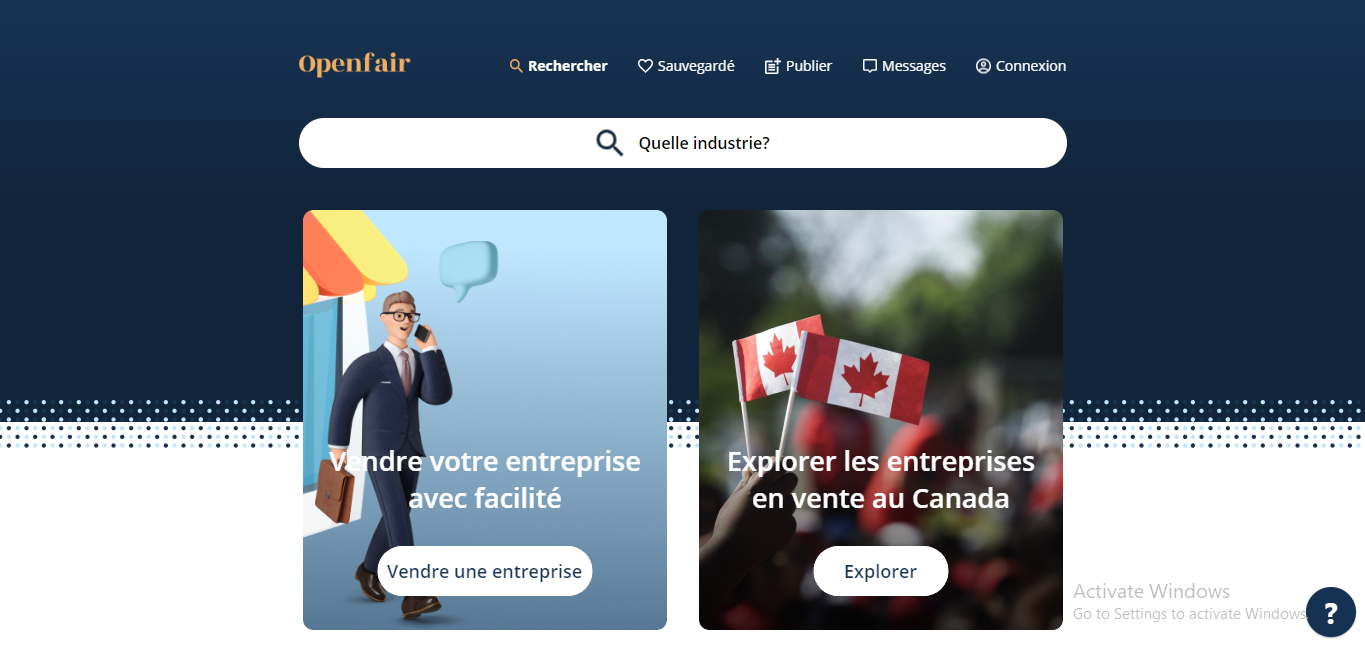 Openfair
Rechercher
Sauvegardé
Publier
Messages
Connexion
Quelle industrie?
Vendre votre entreprise
avec facilité
Vendre une entreprise
Explorer les entreprises
en vente au Canada
Explorer
Activate Windows
Go to Settings to activate Windows.
?